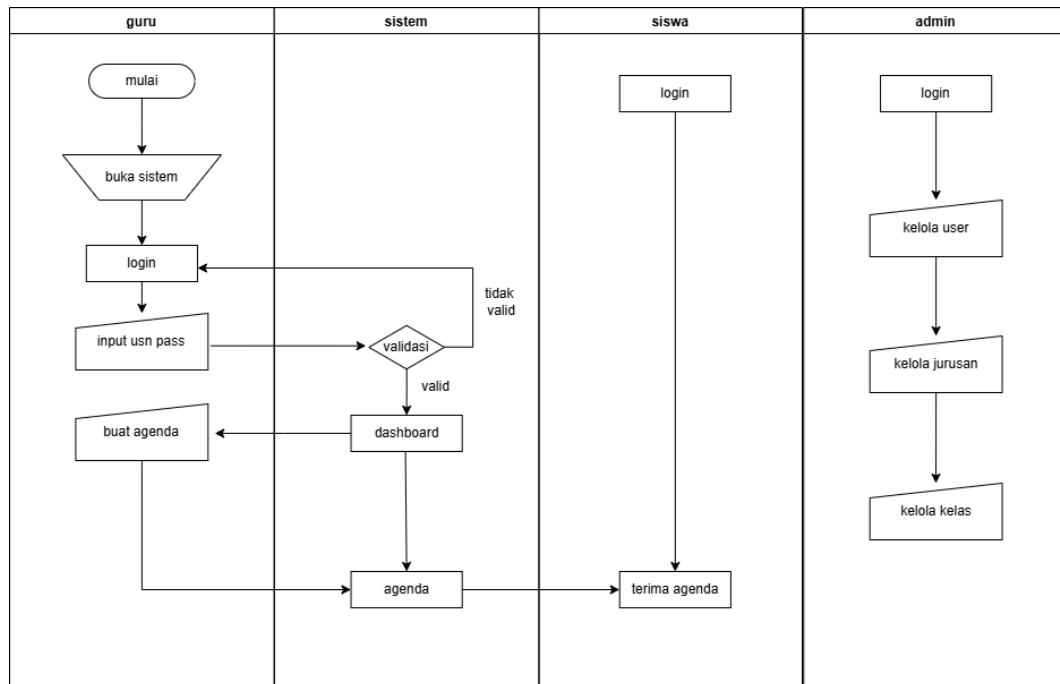 guru
sistem
siswa
admin
mulai
login
login
buka sistem
kelola user
login
tidak
valid
input usn pass
validasi
kelola jurusan
valid
buat agenda
dashboard
kelola kelas
agenda
terima agenda